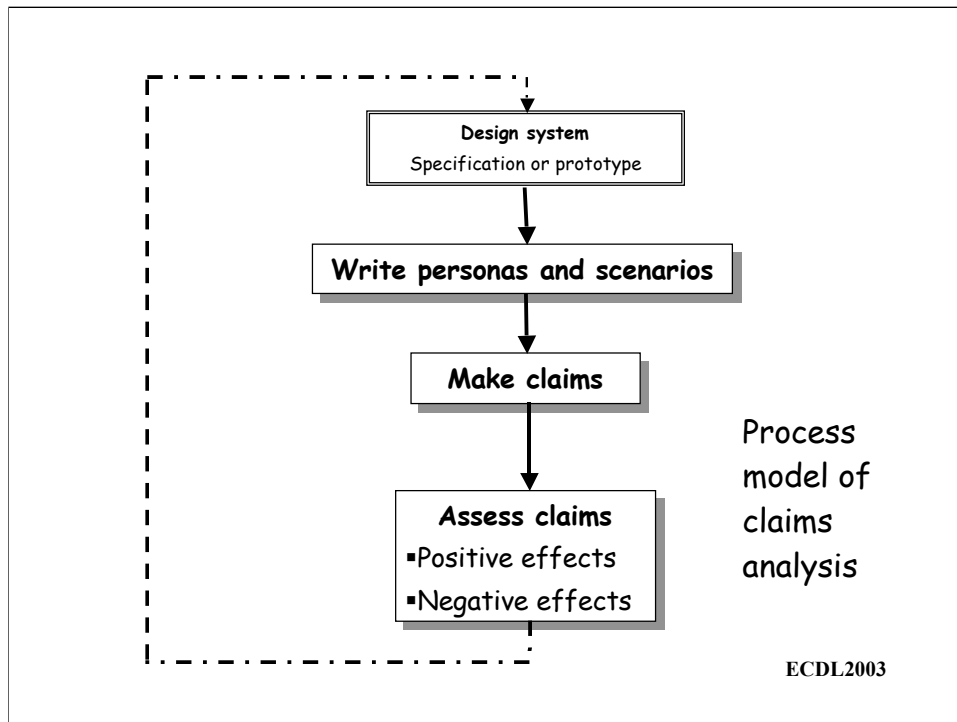 Design system
Specification or prototype
Write personas and scenarios
Make claims
Assess claims
▪Positive effects
▪Negative effects
Process
model of
claims
analysis
ECDL2003